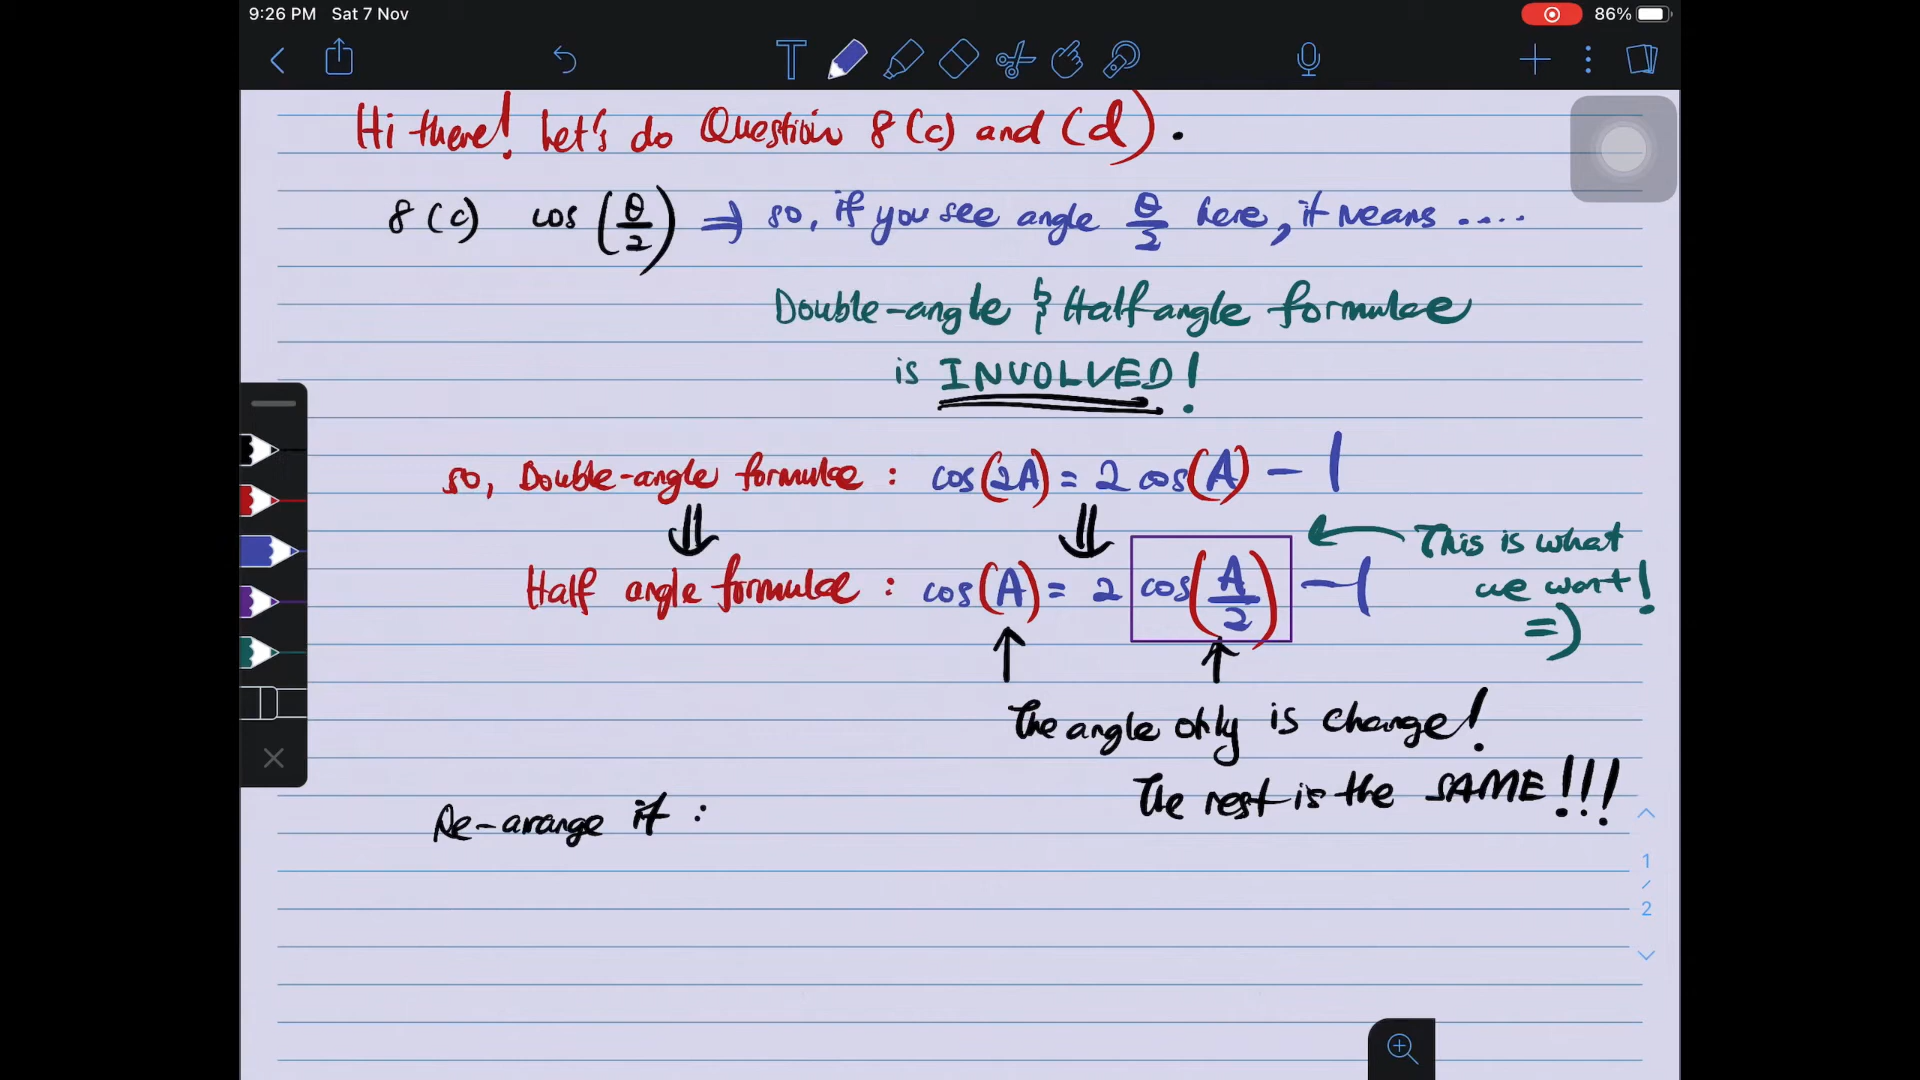 9:26 PM Sat 7 Nov 86%
Hi there! Let's do Question 8 (c) and (d).
8 (c) cos (θ/2) ⇒ so, if you see angle θ/2 here, it means ....
Double-angle & Half angle formulae
is INVOLVED!
so, Double-angle formulae : cos(2A) = 2 cos(A) - 1
Half angle formulae : cos(A) = 2 cos(A/2) - 1
This is what
we want!
=)
The angle only is change!
The rest is the SAME!!!
Re-arange it :
1
/
2